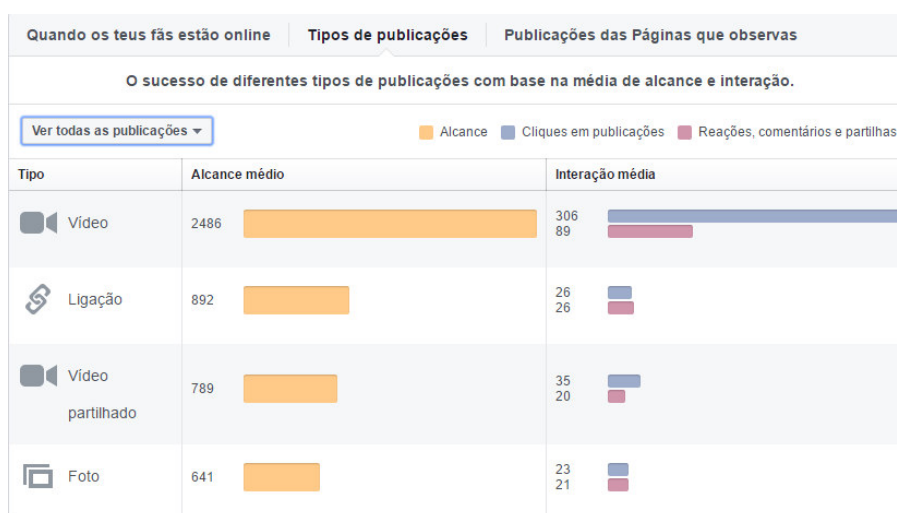 Quando os teus fãs estão online Tipos de publicações Publicações das Páginas que observas
O sucesso de diferentes tipos de publicações com base na média de alcance e interação.
Ver todas as publicações Alcance Cliques em publicações Reações, comentários e partilhas
Tipo Alcance médio Interação média
Vídeo 2486 306
89
Ligação 892 26
26
Vídeo
partilhado 789 35
20
Foto 641 23
21